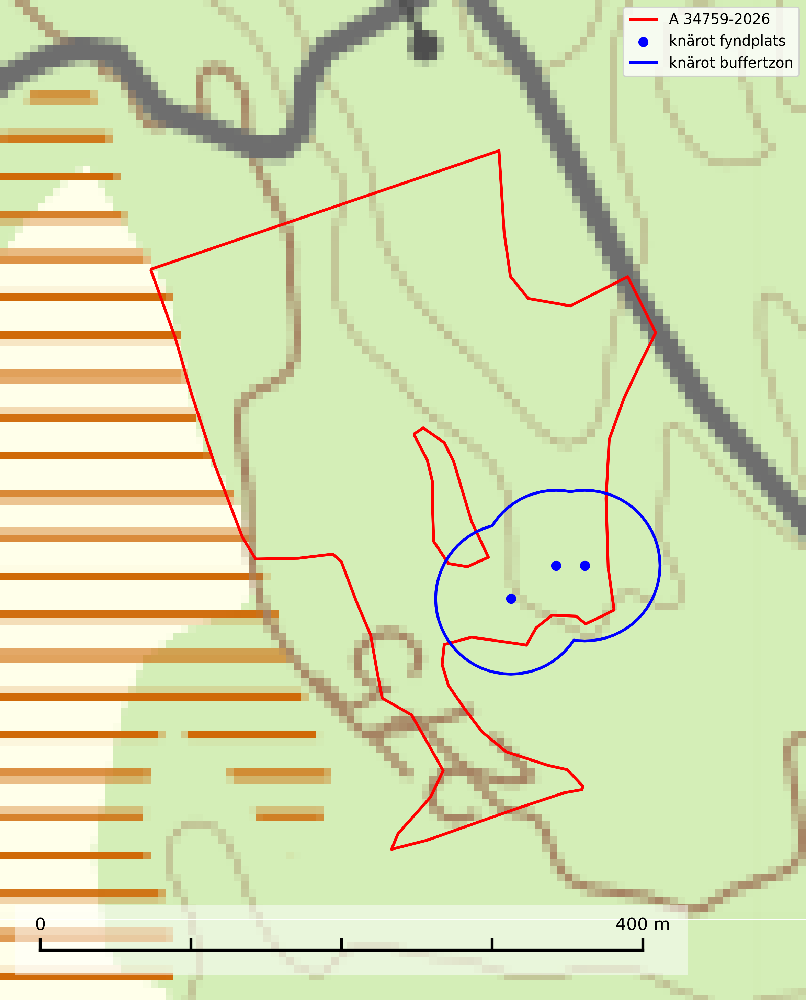 A 34759-2026
knärot fyndplats
knärot buffertzon
0 400 m